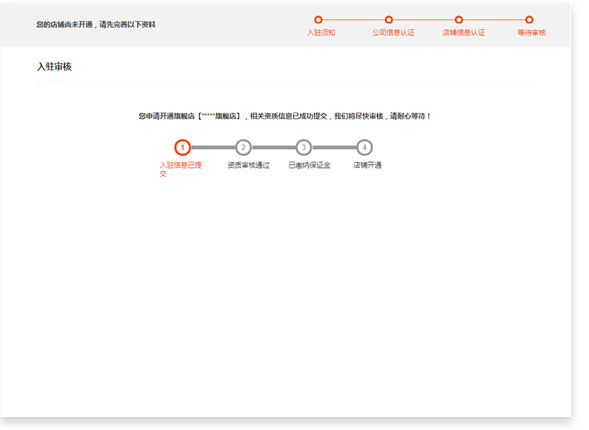 您的店铺尚未开通，请先完善以下资料
入驻须知 公司信息认证 店铺信息认证 等待审核
入驻审核
您申请开通旗舰店【*****旗舰店】，相关资质信息已成功提交，我们将尽快审核，请耐心等待！
1 2 3 4
入驻信息已提交 资质审核通过 已缴纳保证金 店铺开通